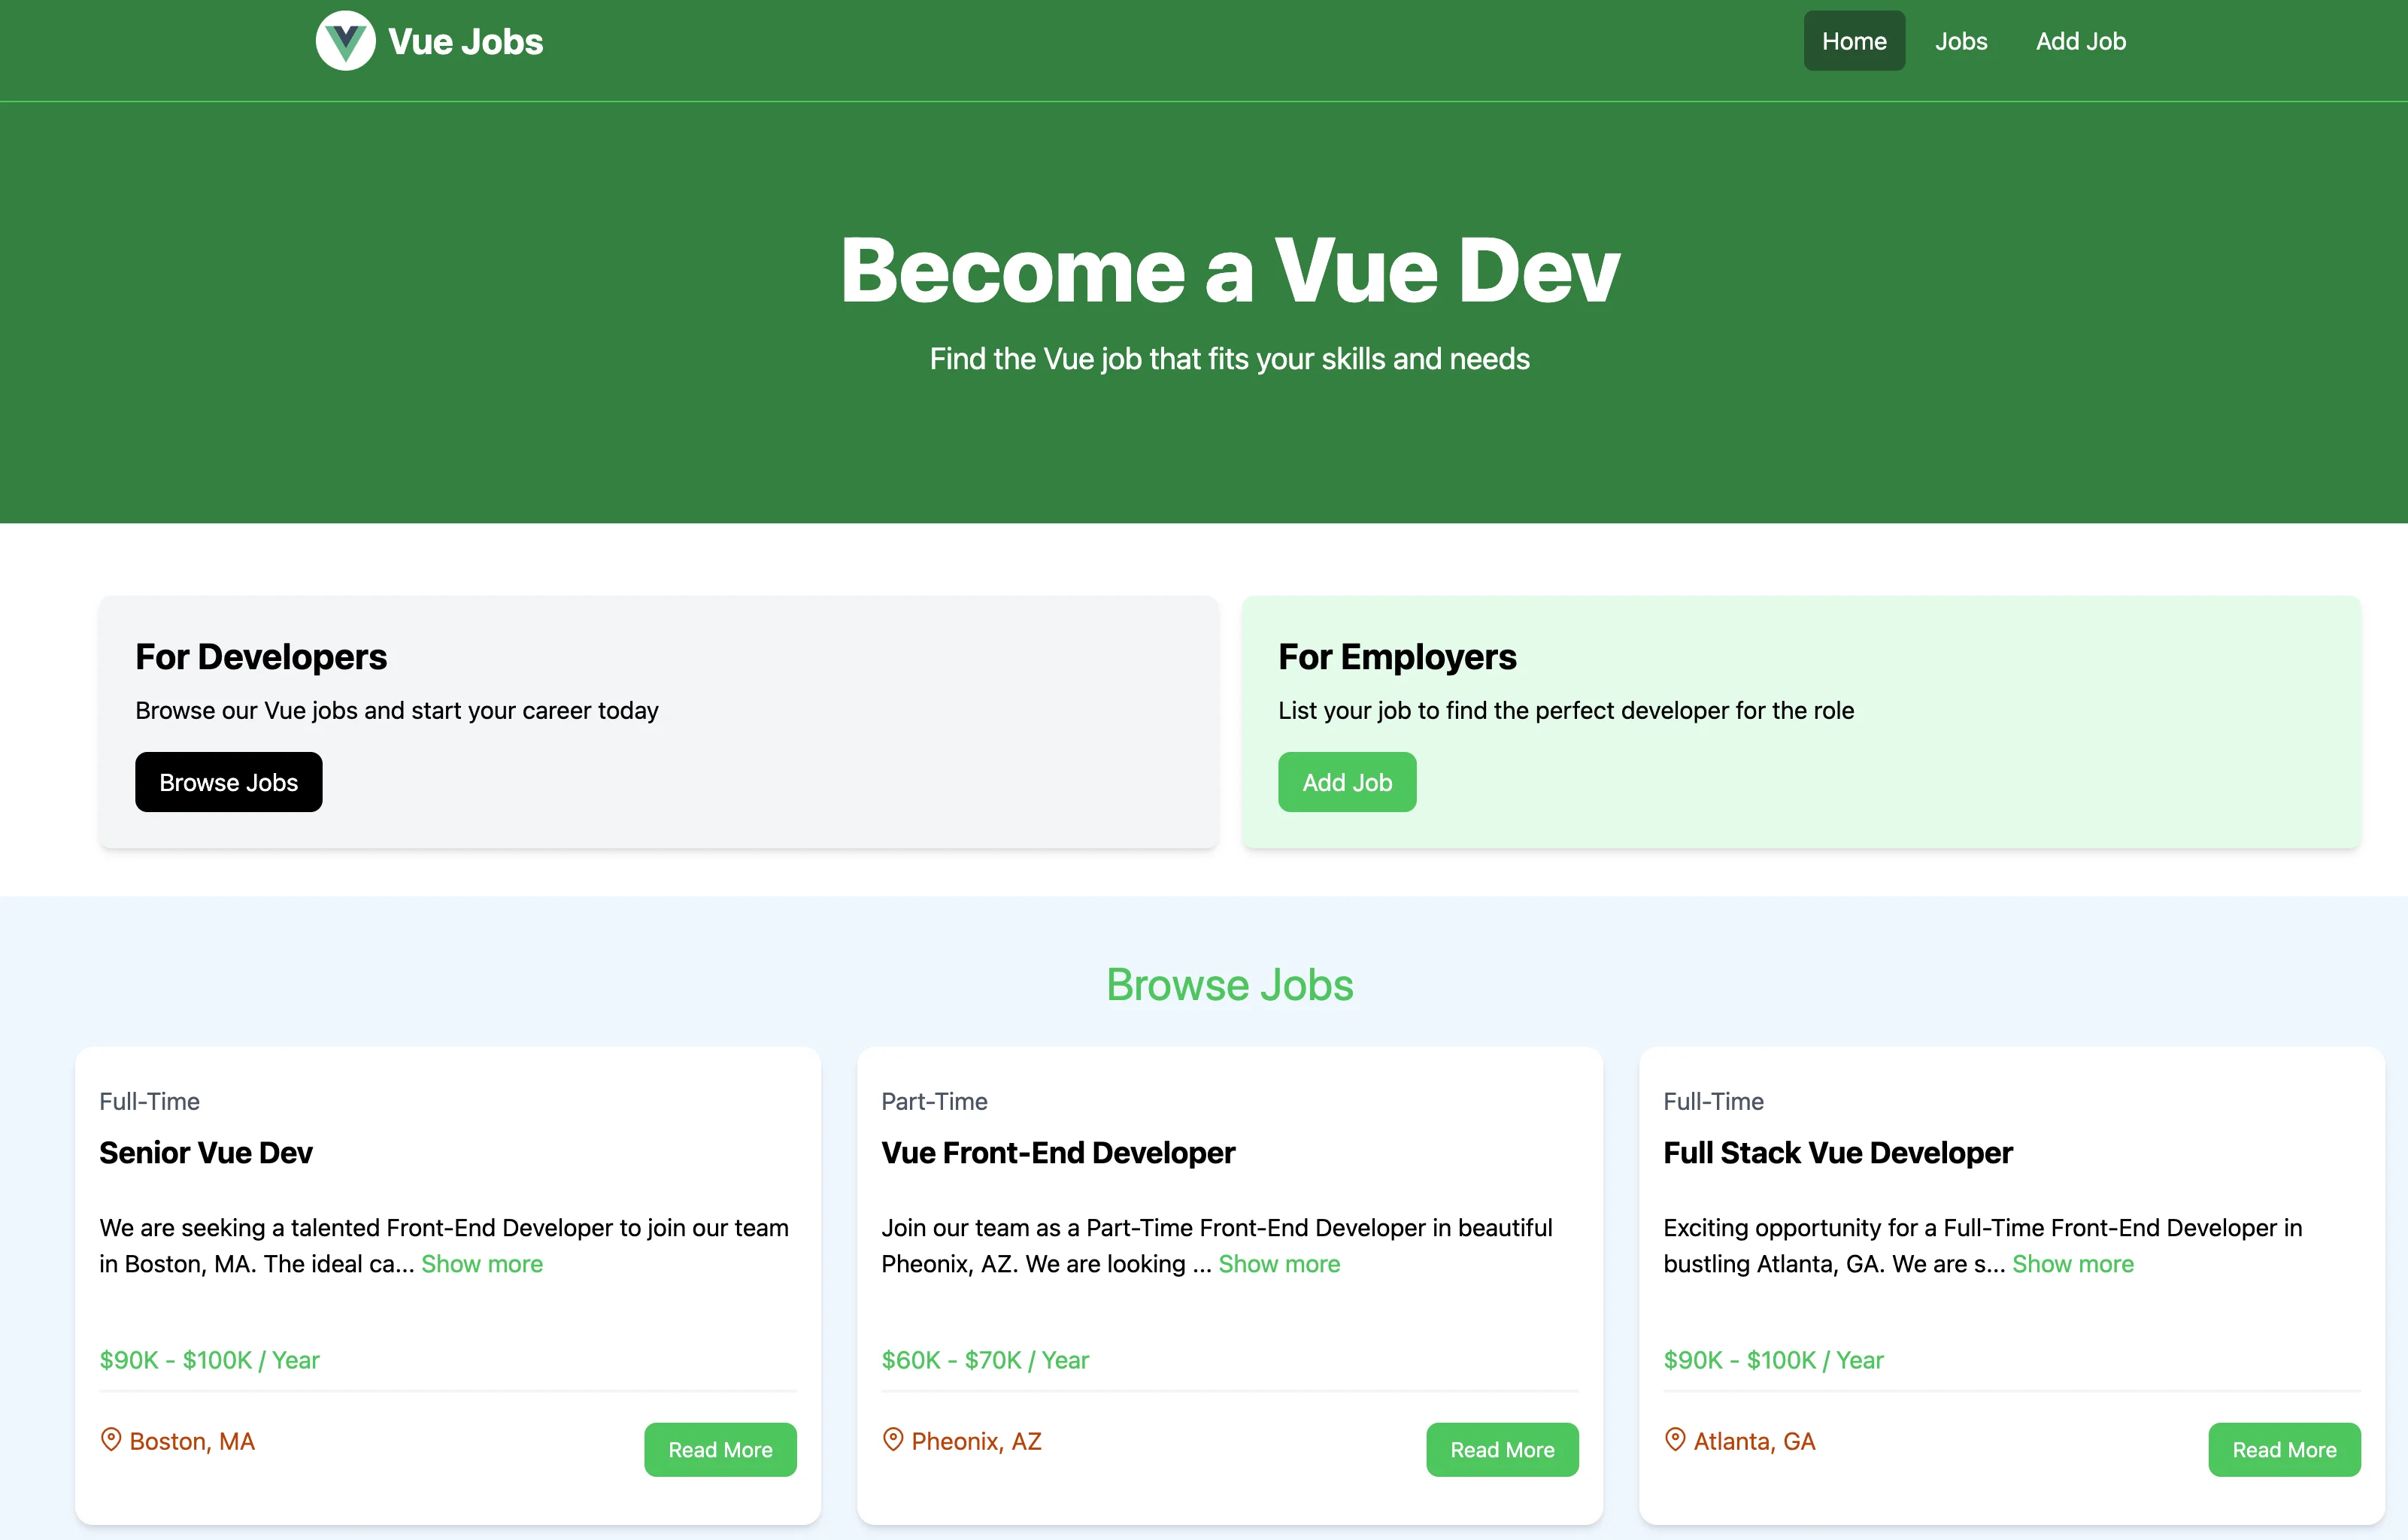 Vue Jobs
Home
Jobs
Add Job
Become a Vue Dev
Find the Vue job that fits your skills and needs
For Developers
Browse our Vue jobs and start your career today
Browse Jobs
For Employers
List your job to find the perfect developer for the role
Add Job
Browse Jobs
Full-Time
Senior Vue Dev
We are seeking a talented Front-End Developer to join our team
in Boston, MA. The ideal ca... Show more
$90K - $100K / Year
Boston, MA
Read More
Part-Time
Vue Front-End Developer
Join our team as a Part-Time Front-End Developer in beautiful
Pheonix, AZ. We are looking ... Show more
$60K - $70K / Year
Pheonix, AZ
Read More
Full-Time
Full Stack Vue Developer
Exciting opportunity for a Full-Time Front-End Developer in
bustling Atlanta, GA. We are s... Show more
$90K - $100K / Year
Atlanta, GA
Read More